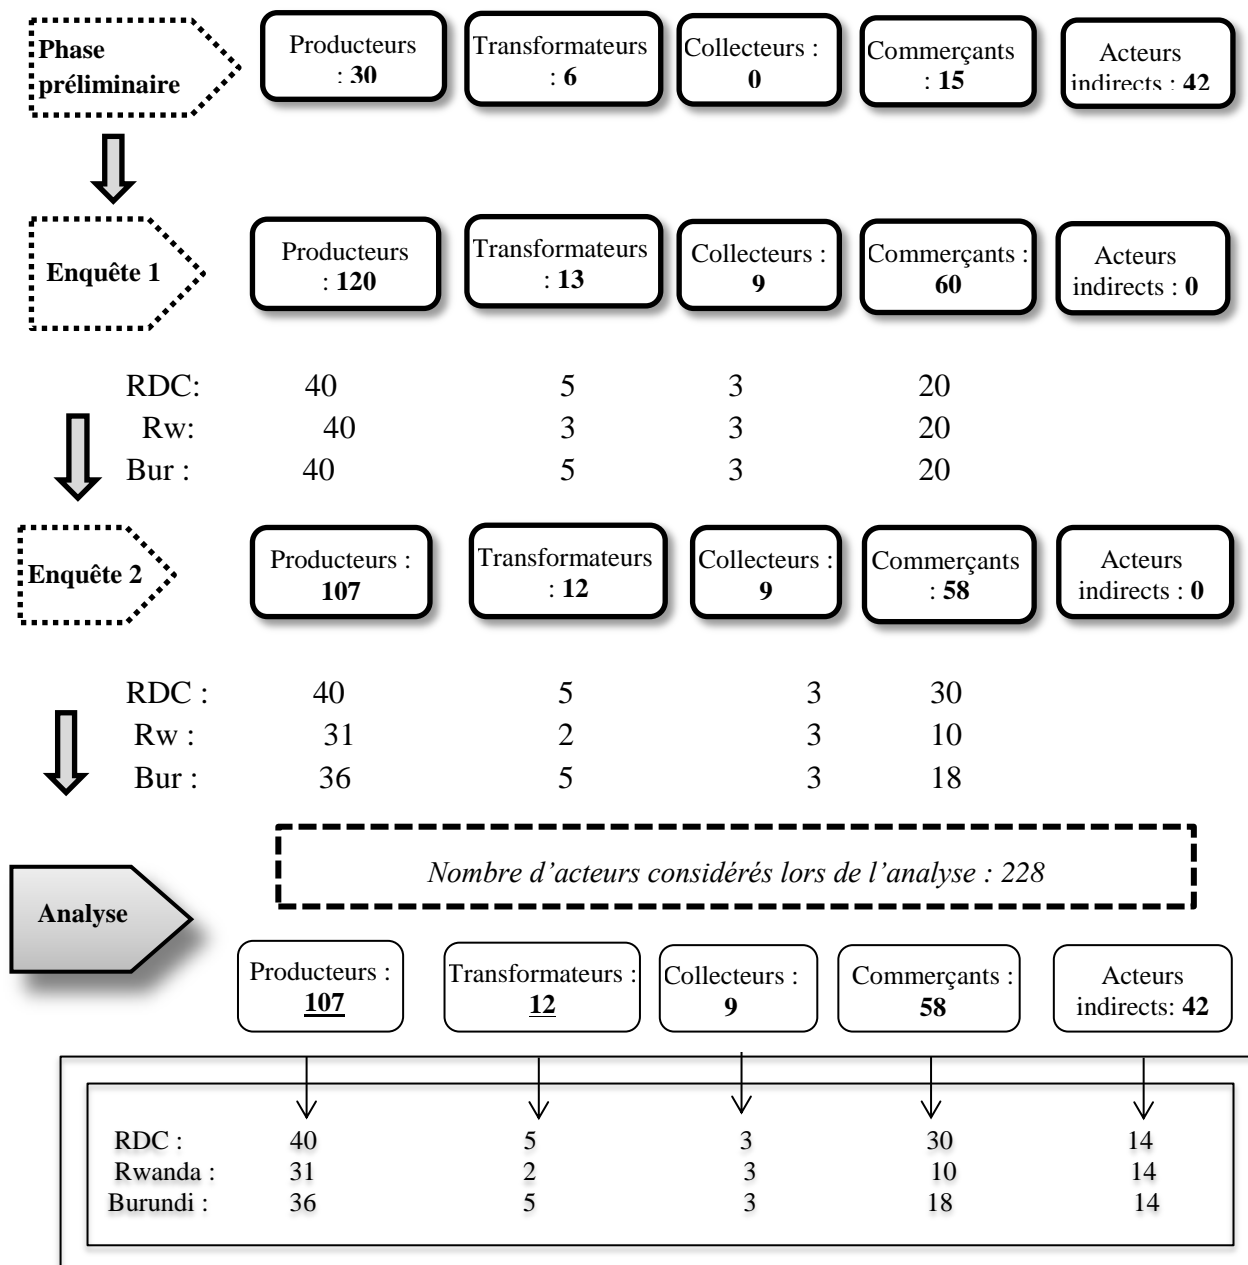 Phase
préliminaire
Producteurs
: 30
Transformateurs
: 6
Collecteurs :
0
Commerçants
: 15
Acteurs
indirects : 42
Enquête 1
Producteurs
: 120
Transformateurs
: 13
Collecteurs :
9
Commerçants :
60
Acteurs
indirects : 0
RDC: 40 5 3 20
Rw: 40 3 3 20
Bur : 40 5 3 20
Enquête 2
Producteurs :
107
Transformateurs
: 12
Collecteurs :
9
Commerçants
: 58
Acteurs
indirects : 0
RDC : 40 5 3 30
Rw : 31 2 3 10
Bur : 36 5 3 18
Nombre d’acteurs considérés lors de l’analyse : 228
Analyse
Producteurs :
107
Transformateurs :
12
Collecteurs :
9
Commerçants :
58
Acteurs
indirects: 42
RDC : 40 5 3 30 14
Rwanda : 31 2 3 10 14
Burundi : 36 5 3 18 14